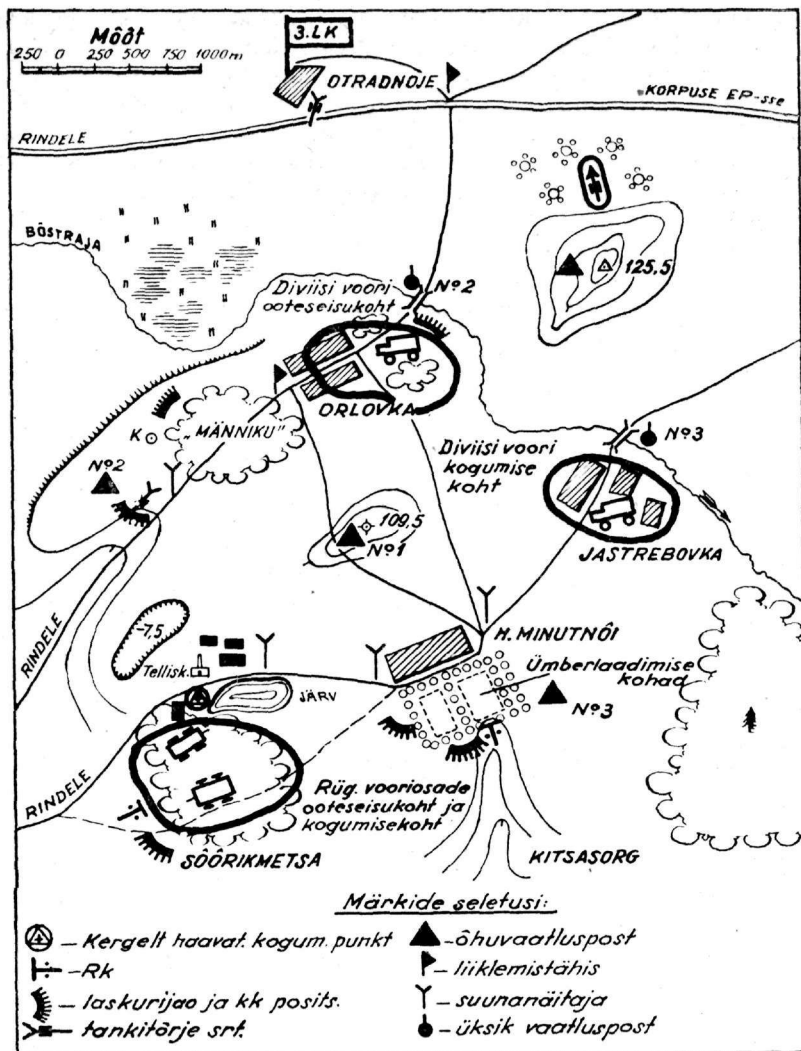 Mõõt
250 0 250 500 750 1000m
3.LK
OTRADNOJE
KORPUSE EP-sse
RINDELE
BÕSTRAJA
125,5
Diviisi voori
ooteseisukoht
№2
ORLOVKA
„MÄNNIKU"
K
№2
№3
Diviisi voori
kogumise
koht
109,5
№1
JASTREBOVKA
RINDELE
-7,5
Tellisk.
JÄRV
H. MINUTNÕI
Ümberlaadimise
kohad
№3
RINDELE
Rüg. vooriosade
ooteseisukoht ja
kogumisekoht
SÕÕRIKMETSA
KITSASORG
Märkide seletusi:
– Kergelt haavat. kogum. punkt
– Rk
– laskurijao ja kk posits.
– tankitõrje srt.
– õhuvaatluspost
– liiklemistähis
– suunanäitaja
– üksik vaatluspost